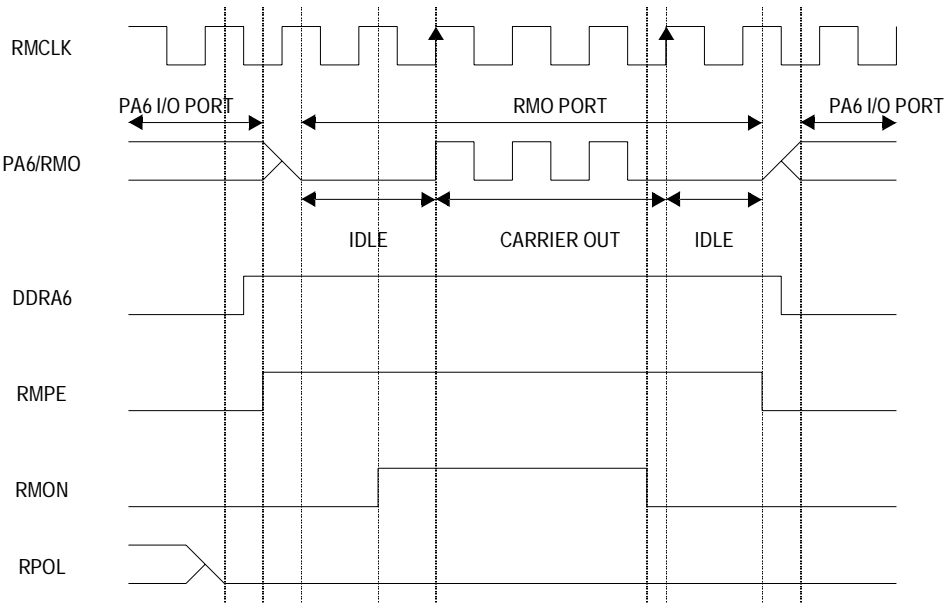 RMCLK
PA6 I/O PORT RMO PORT PA6 I/O PORT
PA6/RMO
IDLE CARRIER OUT IDLE
DDRA6
RMPE
RMON
RPOL